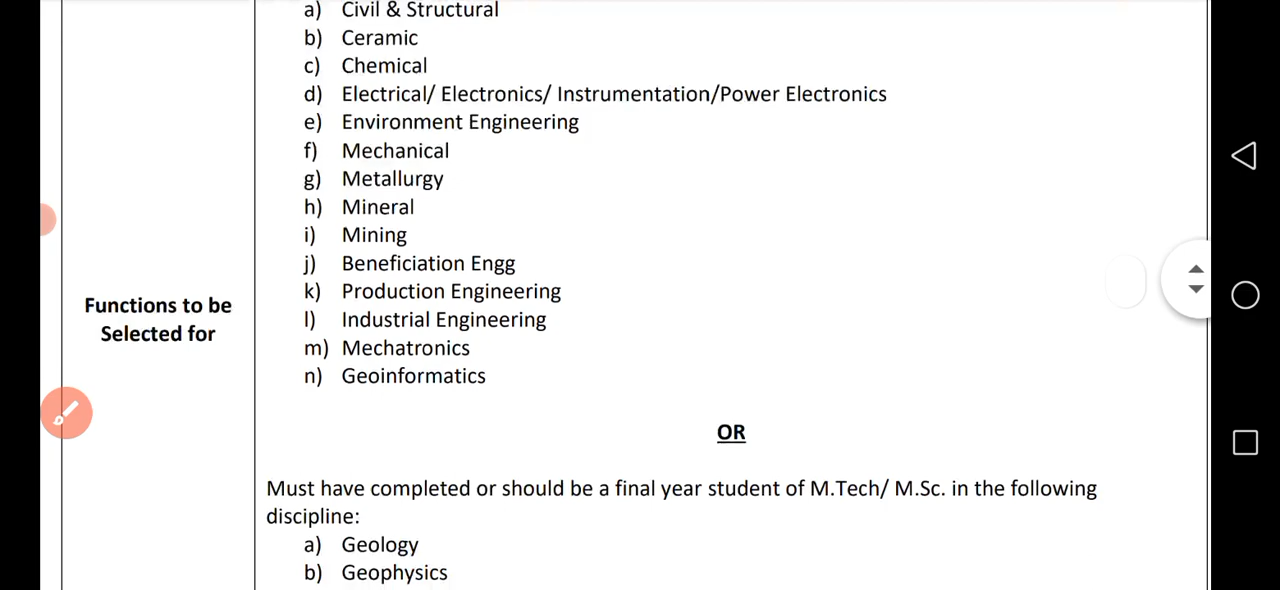 a) Civil & Structural
b) Ceramic
c) Chemical
d) Electrical/ Electronics/ Instrumentation/Power Electronics
e) Environment Engineering
f) Mechanical
g) Metallurgy
h) Mineral
i) Mining
j) Beneficiation Engg
k) Production Engineering
l) Industrial Engineering
m) Mechatronics
n) Geoinformatics
Functions to be
Selected for
OR
Must have completed or should be a final year student of M.Tech/ M.Sc. in the following
discipline:
a) Geology
b) Geophysics